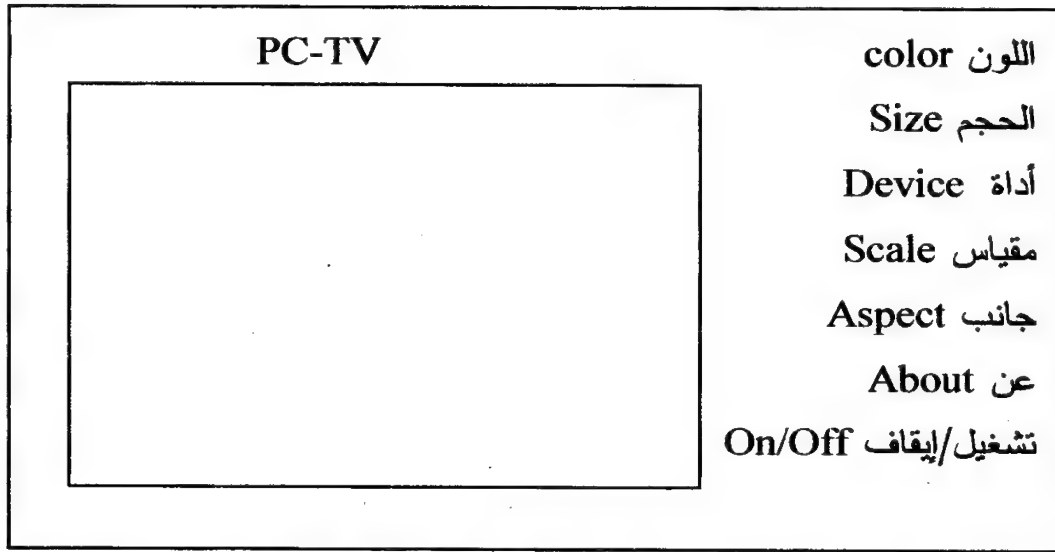 PC-TV
اللون color
الحجم Size
أداة Device
مقياس Scale
جانب Aspect
عن About
تشغيل/إيقاف On/Off